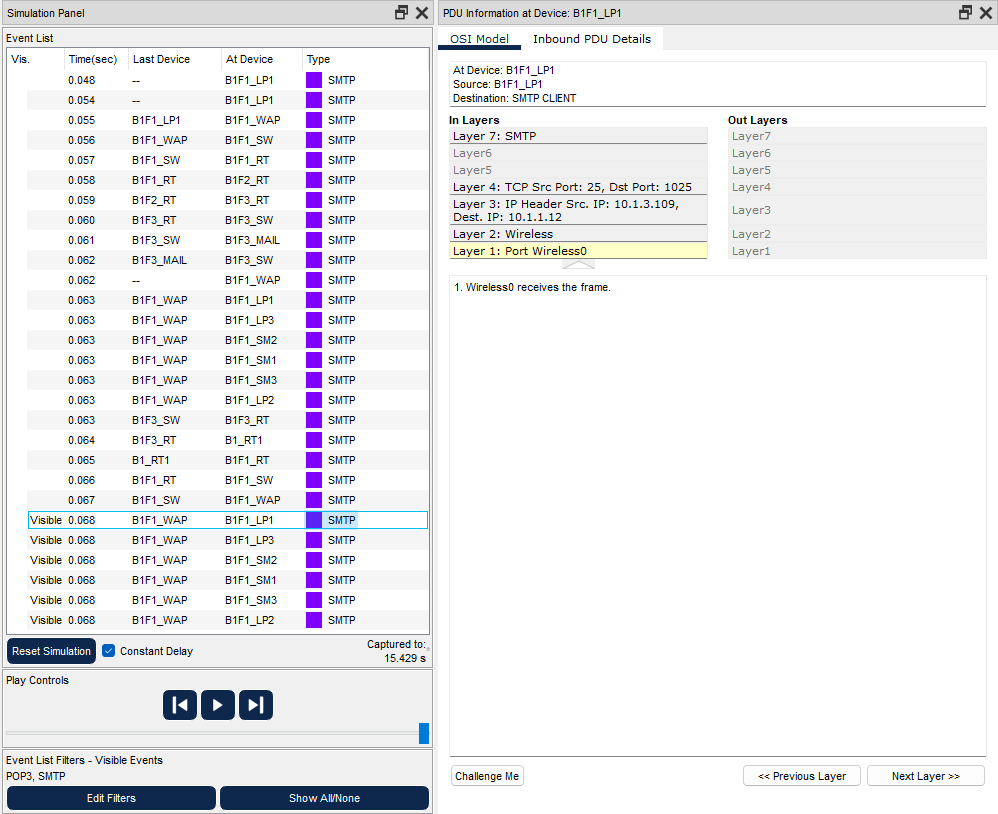 Simulation Panel
Event List
Vis. Time(sec) Last Device At Device Type
0.048 -- B1F1_LP1 SMTP
0.054 -- B1F1_LP1 SMTP
0.055 B1F1_LP1 B1F1_WAP SMTP
0.056 B1F1_WAP B1F1_SW SMTP
0.057 B1F1_SW B1F1_RT SMTP
0.058 B1F1_RT B1F2_RT SMTP
0.059 B1F2_RT B1F3_RT SMTP
0.060 B1F3_RT B1F3_SW SMTP
0.061 B1F3_SW B1F3_MAIL SMTP
0.062 B1F3_MAIL B1F3_SW SMTP
0.062 -- B1F1_WAP SMTP
0.063 B1F1_WAP B1F1_LP1 SMTP
0.063 B1F1_WAP B1F1_LP3 SMTP
0.063 B1F1_WAP B1F1_SM2 SMTP
0.063 B1F1_WAP B1F1_SM1 SMTP
0.063 B1F1_WAP B1F1_SM3 SMTP
0.063 B1F1_WAP B1F1_LP2 SMTP
0.063 B1F3_SW B1F3_RT SMTP
0.064 B1F3_RT B1_RT1 SMTP
0.065 B1_RT1 B1F1_RT SMTP
0.066 B1F1_RT B1F1_SW SMTP
0.067 B1F1_SW B1F1_WAP SMTP
Visible 0.068 B1F1_WAP B1F1_LP1 SMTP
Visible 0.068 B1F1_WAP B1F1_LP3 SMTP
Visible 0.068 B1F1_WAP B1F1_SM2 SMTP
Visible 0.068 B1F1_WAP B1F1_SM1 SMTP
Visible 0.068 B1F1_WAP B1F1_SM3 SMTP
Visible 0.068 B1F1_WAP B1F1_LP2 SMTP
Reset Simulation Constant Delay Captured to:
15.429 s
Play Controls
Event List Filters - Visible Events
POP3, SMTP
Edit Filters Show All/None
PDU Information at Device: B1F1_LP1
OSI Model Inbound PDU Details
At Device: B1F1_LP1
Source: B1F1_LP1
Destination: SMTP CLIENT
In Layers
Layer 7: SMTP
Layer6
Layer5
Layer 4: TCP Src Port: 25, Dst Port: 1025
Layer 3: IP Header Src. IP: 10.1.3.109,
Dest. IP: 10.1.1.12
Layer 2: Wireless
Layer 1: Port Wireless0
Out Layers
Layer7
Layer6
Layer5
Layer4
Layer3
Layer2
Layer1
1. Wireless0 receives the frame.
Challenge Me << Previous Layer Next Layer >>